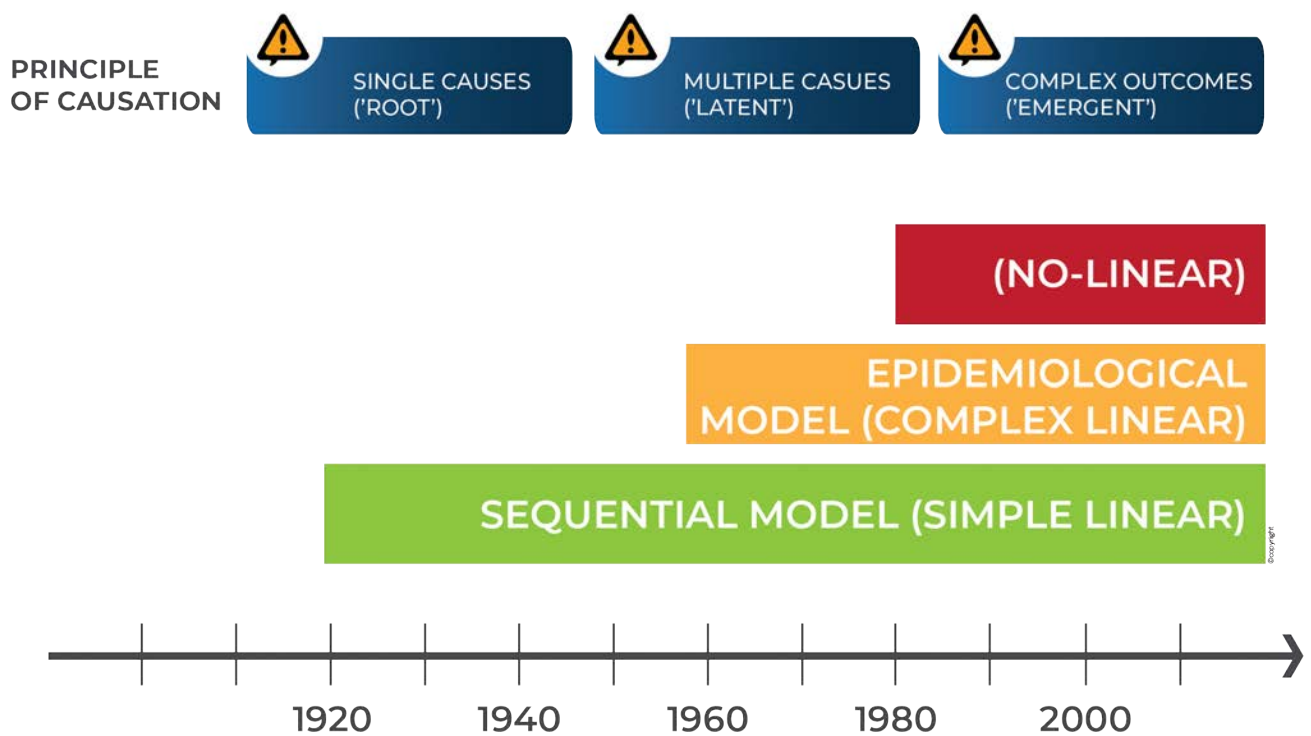 PRINCIPLE
OF CAUSATION
SINGLE CAUSES
('ROOT')
MULTIPLE CASUES
('LATENT')
COMPLEX OUTCOMES
('EMERGENT')
(NO-LINEAR)
EPIDEMIOLOGICAL
MODEL (COMPLEX LINEAR)
SEQUENTIAL MODEL (SIMPLE LINEAR)
©copyright
1920 1940 1960 1980 2000